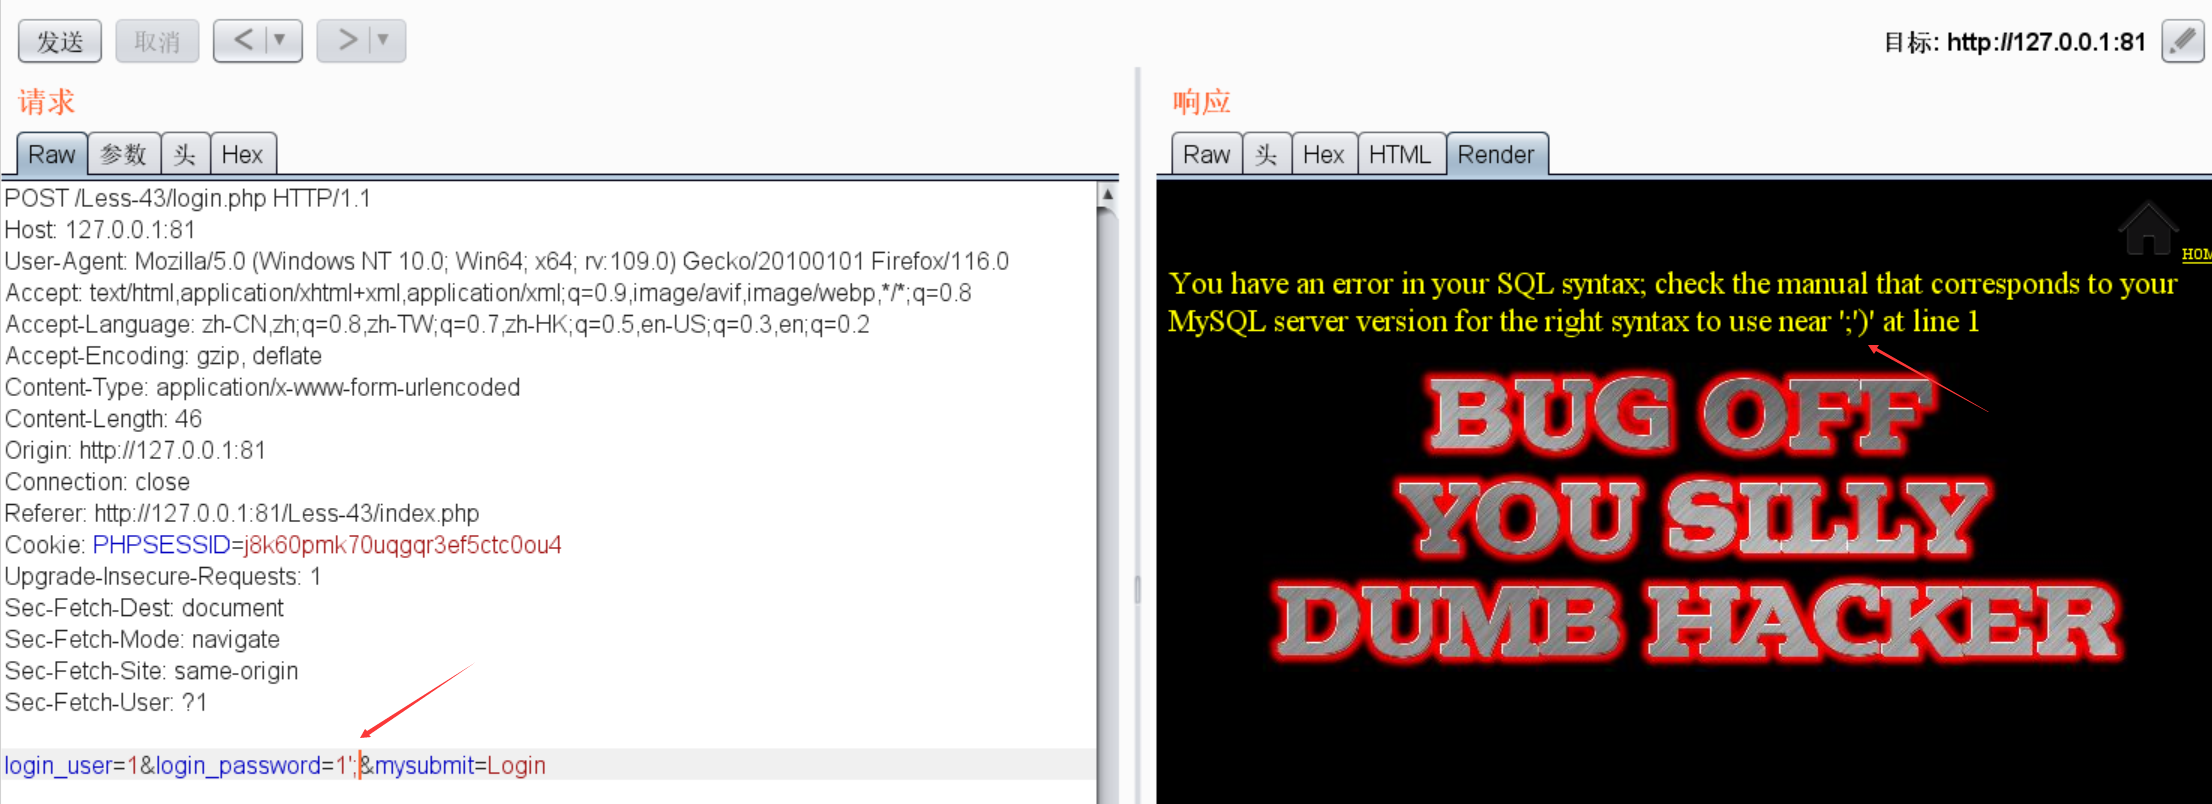 发送 取消 < ▼ > ▼ 目标: http://127.0.0.1:81
请求
Raw 参数 头 Hex
POST /Less-43/login.php HTTP/1.1
Host: 127.0.0.1:81
User-Agent: Mozilla/5.0 (Windows NT 10.0; Win64; x64; rv:109.0) Gecko/20100101 Firefox/116.0
Accept: text/html,application/xhtml+xml,application/xml;q=0.9,image/avif,image/webp,*/*;q=0.8
Accept-Language: zh-CN,zh;q=0.8,zh-TW;q=0.7,zh-HK;q=0.5,en-US;q=0.3,en;q=0.2
Accept-Encoding: gzip, deflate
Content-Type: application/x-www-form-urlencoded
Content-Length: 46
Origin: http://127.0.0.1:81
Connection: close
Referer: http://127.0.0.1:81/Less-43/index.php
Cookie: PHPSESSID=j8k60pmk70uqgqr3ef5ctc0ou4
Upgrade-Insecure-Requests: 1
Sec-Fetch-Dest: document
Sec-Fetch-Mode: navigate
Sec-Fetch-Site: same-origin
Sec-Fetch-User: ?1
login_user=1&login_password=1';&mysubmit=Login
响应
Raw 头 Hex HTML Render
HOM
You have an error in your SQL syntax; check the manual that corresponds to your
MySQL server version for the right syntax to use near ';')' at line 1
BUG OFF
YOU SILLY
DUMB HACKER